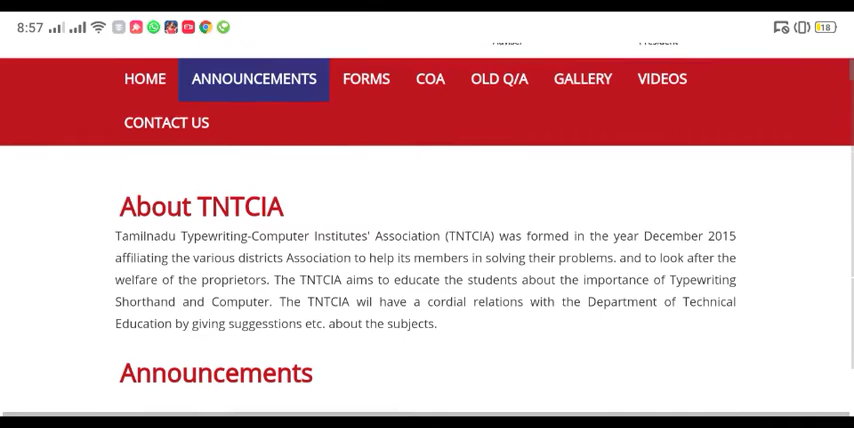 8:57
18
Adviser
President
HOME ANNOUNCEMENTS FORMS COA OLD Q/A GALLERY VIDEOS
CONTACT US
About TNTCIA
Tamilnadu Typewriting-Computer Institutes' Association (TNTCIA) was formed in the year December 2015
affiliating the various districts Association to help its members in solving their problems. and to look after the
welfare of the proprietors. The TNTCIA aims to educate the students about the importance of Typewriting
Shorthand and Computer. The TNTCIA wil have a cordial relations with the Department of Technical
Education by giving suggesstions etc. about the subjects.
Announcements